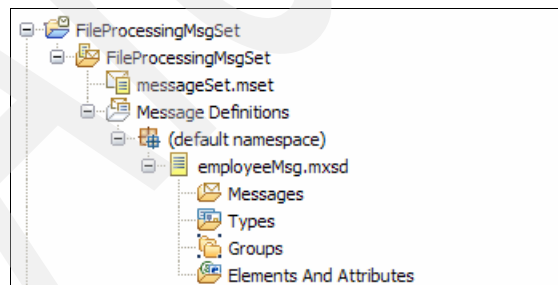 FileProcessingMsgSet
FileProcessingMsgSet
messageSet.mset
Message Definitions
(default namespace)
employeeMsg.mxsd
Messages
Types
Groups
Elements And Attributes